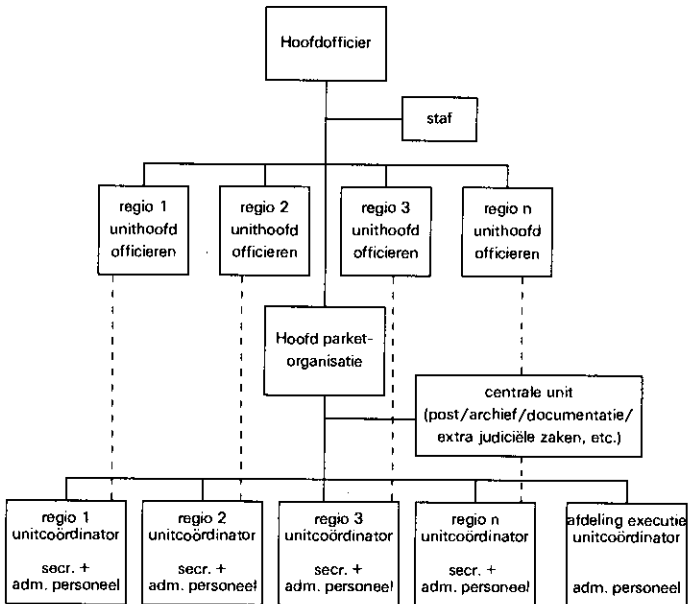 Hoofdofficier
staf
regio 1
unithoofd
officieren
regio 2
unithoofd
officieren
regio 3
unithoofd
officieren
regio n
unithoofd
officieren
Hoofd parket-
organisatie
centrale unit
(post/archief/documentatie/
extra judiciële zaken, etc.)
regio 1
unitcoördinator
secr. +
adm. personeel
regio 2
unitcoördinator
secr. +
adm. personeel
regio 3
unitcoördinator
secr. +
adm. personeel
regio n
unitcoördinator
secr. +
adm. personeel
afdeling executie
unitcoördinator
adm. personeel